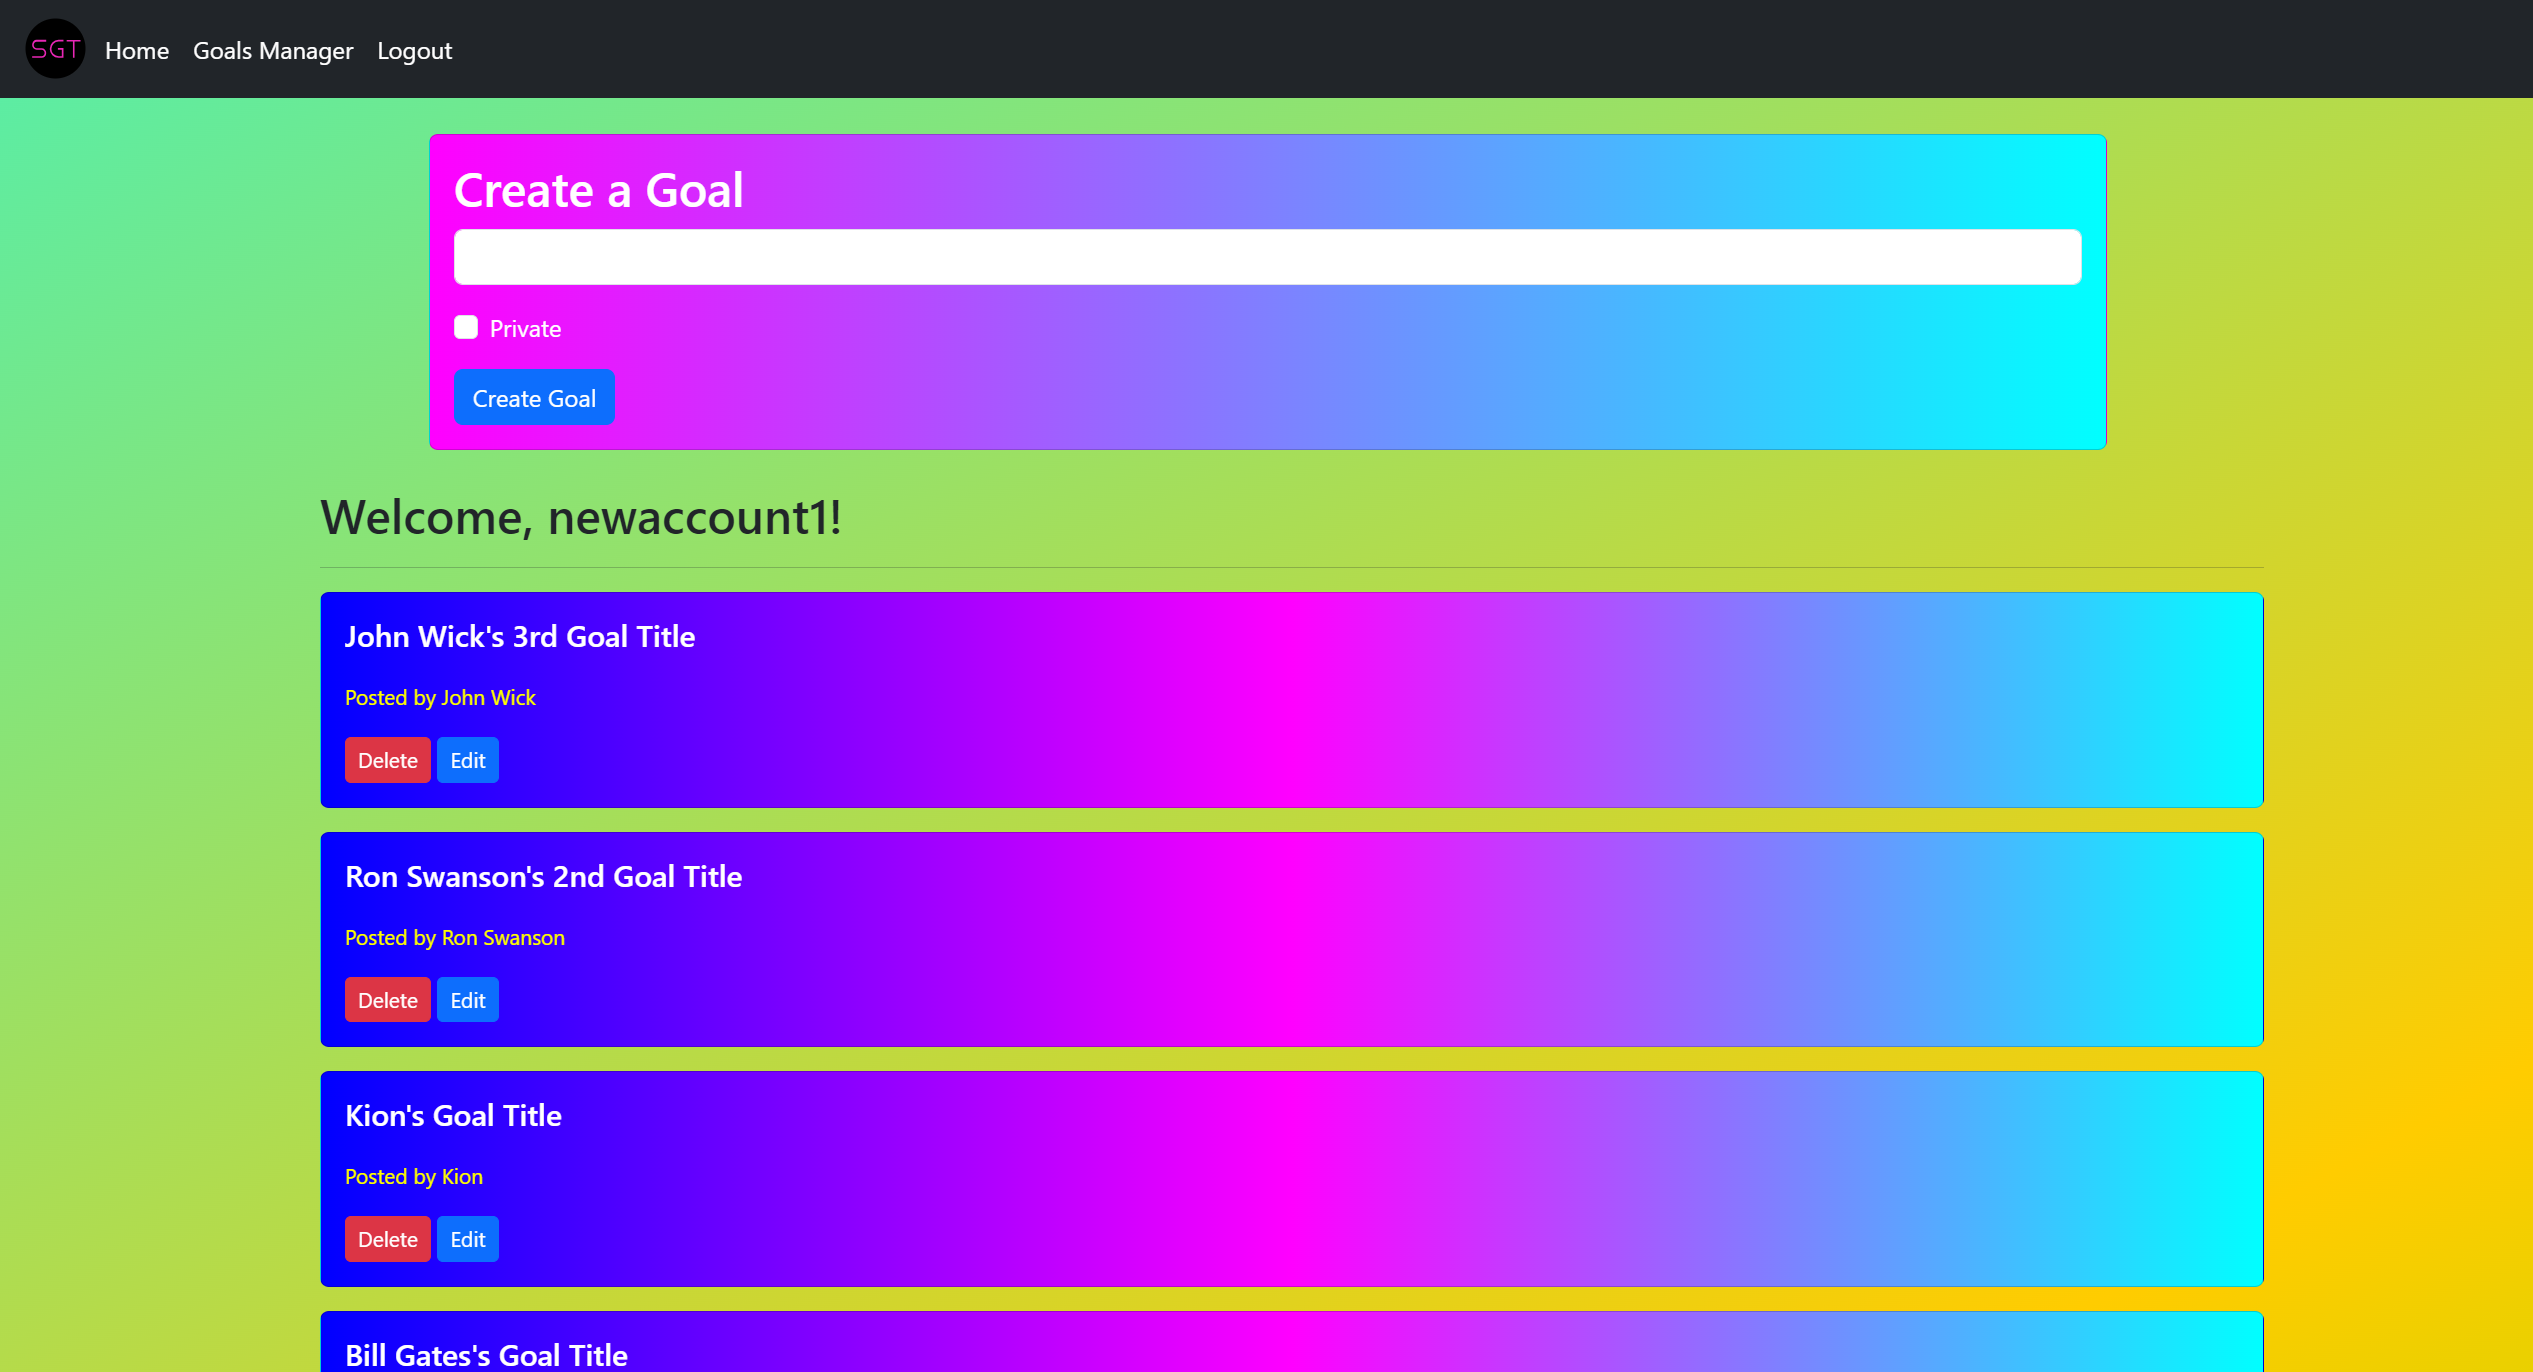 SGT
Home
Goals Manager
Logout
Create a Goal
Private
Create Goal
Welcome, newaccount1!
John Wick's 3rd Goal Title
Posted by John Wick
Delete
Edit
Ron Swanson's 2nd Goal Title
Posted by Ron Swanson
Delete
Edit
Kion's Goal Title
Posted by Kion
Delete
Edit
Bill Gates's Goal Title